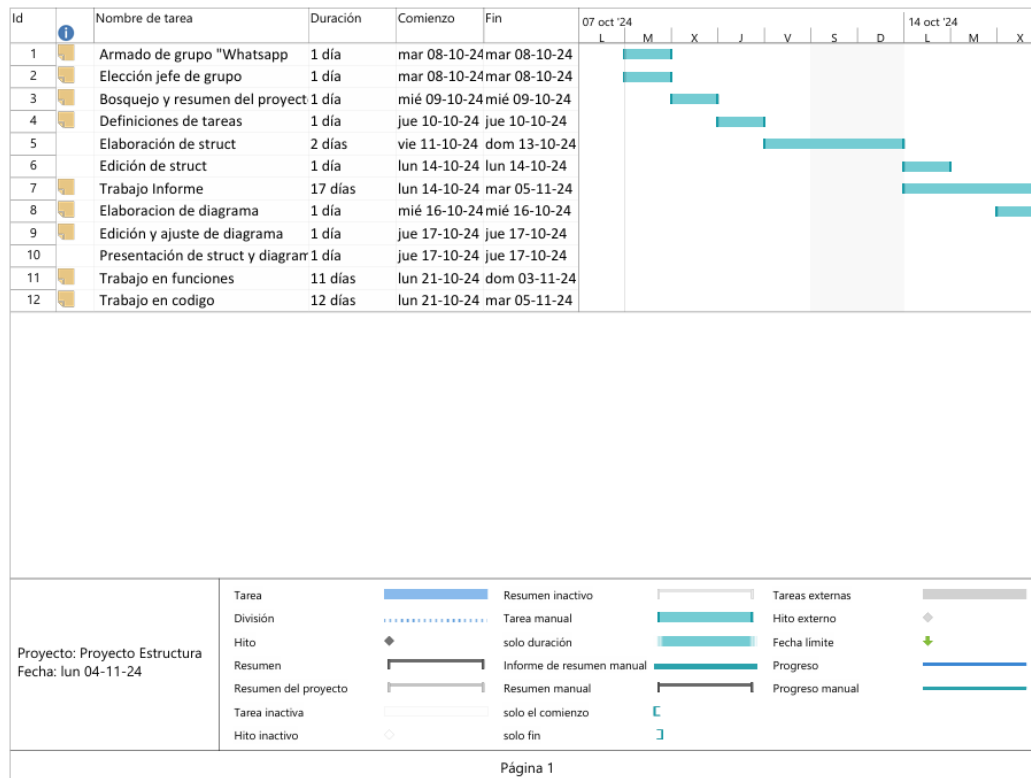 Id Nombre de tarea Duración Comienzo Fin 07 oct '24 14 oct '24
L M X J V S D L M X
1 Armado de grupo "Whatsapp 1 día mar 08-10-24 mar 08-10-24
2 Elección jefe de grupo 1 día mar 08-10-24 mar 08-10-24
3 Bosquejo y resumen del proyect 1 día mié 09-10-24 mié 09-10-24
4 Definiciones de tareas 1 día jue 10-10-24 jue 10-10-24
5 Elaboración de struct 2 días vie 11-10-24 dom 13-10-24
6 Edición de struct 1 día lun 14-10-24 lun 14-10-24
7 Trabajo Informe 17 días lun 14-10-24 mar 05-11-24
8 Elaboracion de diagrama 1 día mié 16-10-24 mié 16-10-24
9 Edición y ajuste de diagrama 1 día jue 17-10-24 jue 17-10-24
10 Presentación de struct y diagram 1 día jue 17-10-24 jue 17-10-24
11 Trabajo en funciones 11 días lun 21-10-24 dom 03-11-24
12 Trabajo en codigo 12 días lun 21-10-24 mar 05-11-24
Proyecto: Proyecto Estructura
Fecha: lun 04-11-24
Tarea Resumen inactivo Tareas externas
División Tarea manual Hito externo
Hito solo duración Fecha límite
Resumen Informe de resumen manual Progreso
Resumen del proyecto Resumen manual Progreso manual
Tarea inactiva solo el comienzo
Hito inactivo solo fin
Página 1